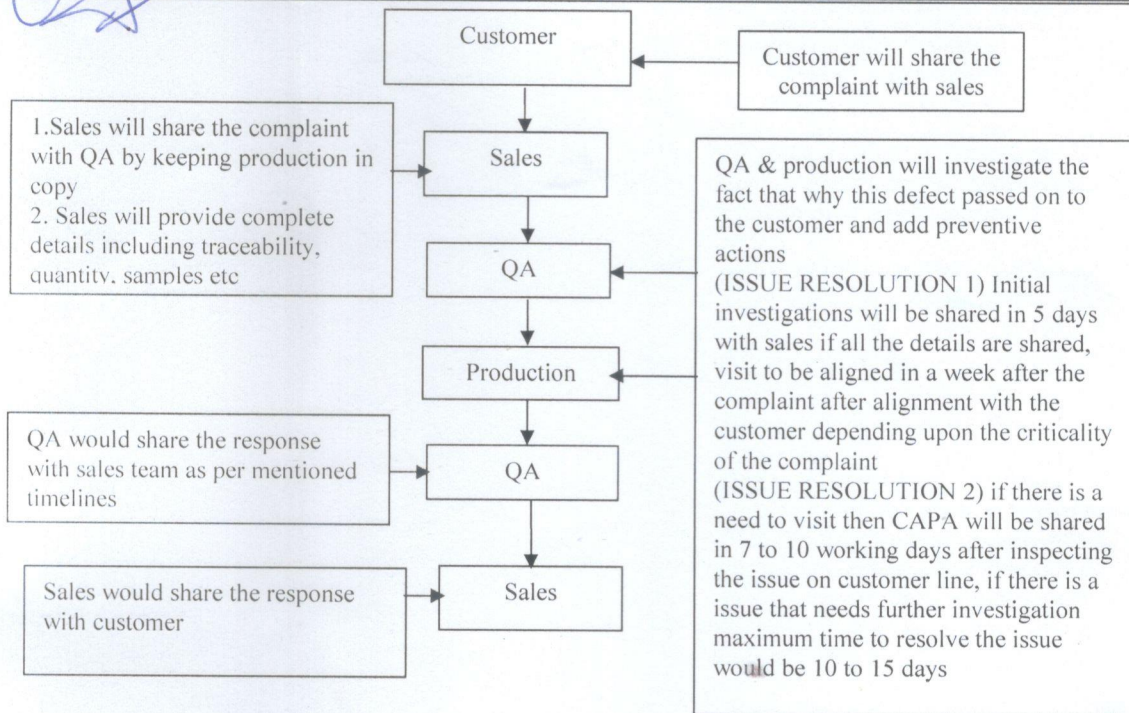 Customer
Customer will share the
complaint with sales
1.Sales will share the complaint
with QA by keeping production in
copy
2. Sales will provide complete
details including traceability,
quantity, samples etc
Sales
QA
Production
QA & production will investigate the
fact that why this defect passed on to
the customer and add preventive
actions
(ISSUE RESOLUTION 1) Initial
investigations will be shared in 5 days
with sales if all the details are shared,
visit to be aligned in a week after the
complaint after alignment with the
customer depending upon the criticality
of the complaint
(ISSUE RESOLUTION 2) if there is a
need to visit then CAPA will be shared
in 7 to 10 working days after inspecting
the issue on customer line, if there is a
issue that needs further investigation
maximum time to resolve the issue
would be 10 to 15 days
QA would share the response
with sales team as per mentioned
timelines
QA
Sales would share the response
with customer
Sales